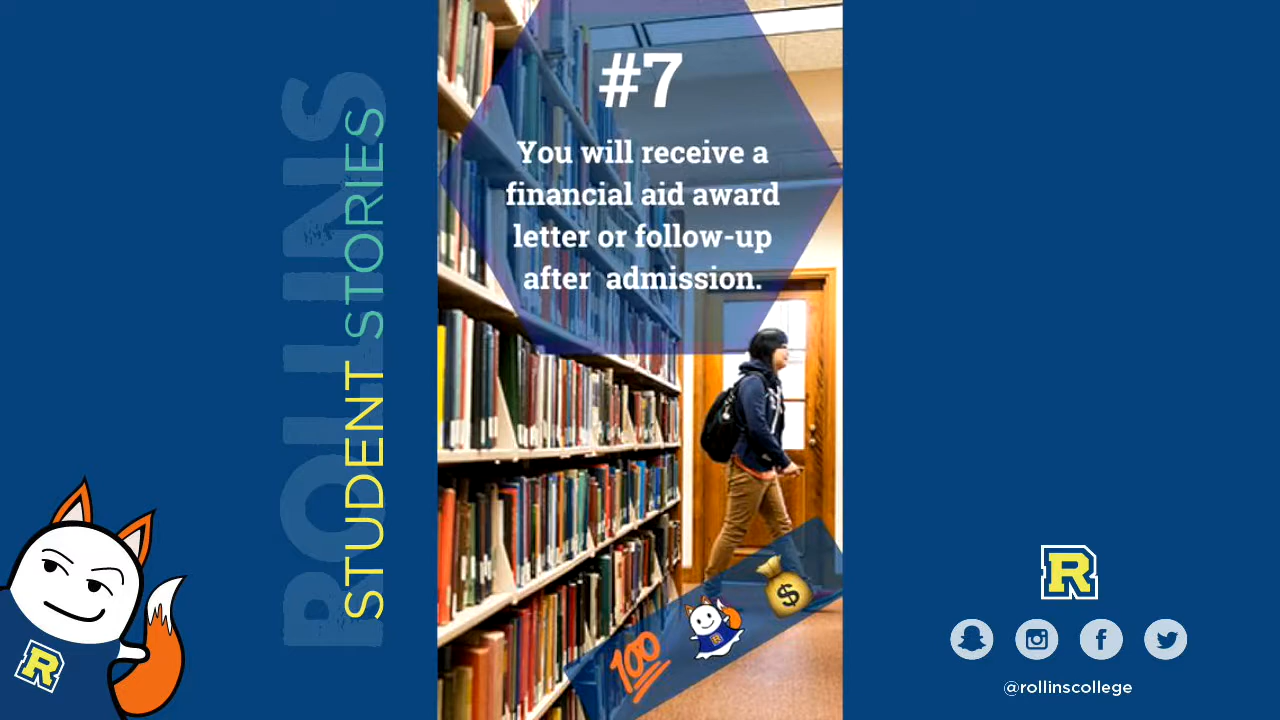 #7
You will receive a
financial aid award
letter or follow-up
after admission.
ROLLINS
STUDENT STORIES
R
100
$
R
R
@rollinscollege